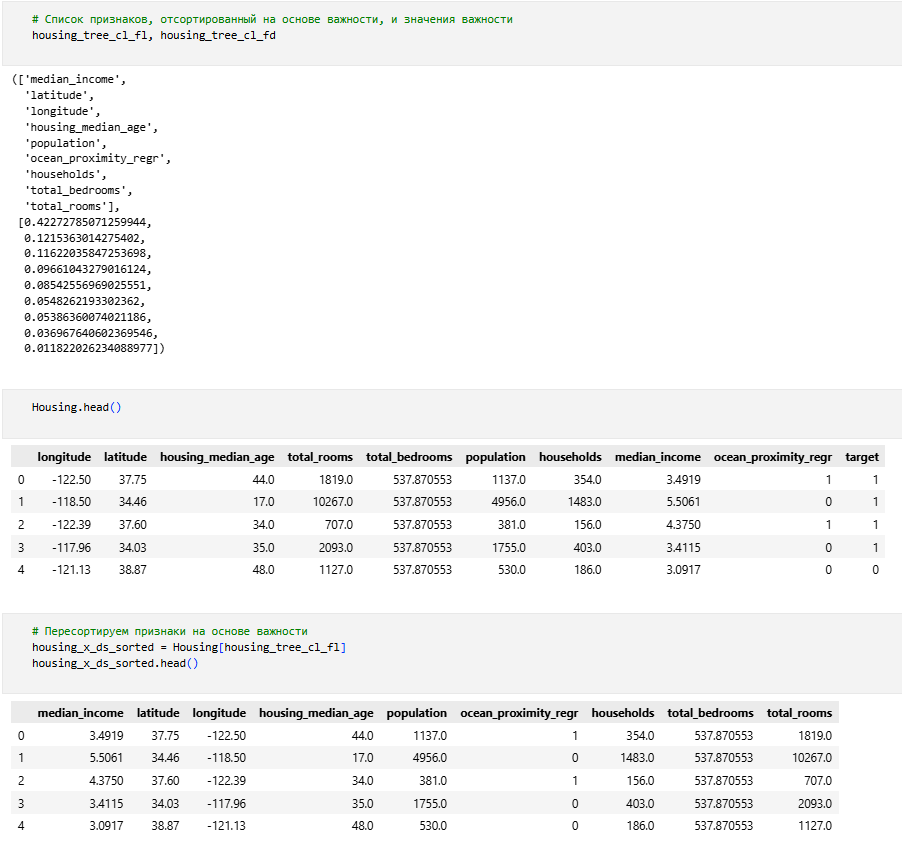 # Список признаков, отсортированный на основе важности, и значения важности
housing_tree_cl_fl, housing_tree_cl_fd
(['median_income',
'latitude',
'longitude',
'housing_median_age',
'population',
'ocean_proximity_regr',
'households',
'total_bedrooms',
'total_rooms'],
[0.42272785071259944,
0.1215363014275402,
0.11622035847253698,
0.09661043279016124,
0.08542556969025551,
0.0548262193302362,
0.05386360074021186,
0.036967640602369546,
0.011822026234088977])
Housing.head()
longitude latitude housing_median_age total_rooms total_bedrooms population households median_income ocean_proximity_regr target
0 -122.50 37.75 44.0 1819.0 537.870553 1137.0 354.0 3.4919 1 1
1 -118.50 34.46 17.0 10267.0 537.870553 4956.0 1483.0 5.5061 0 1
2 -122.39 37.60 34.0 707.0 537.870553 381.0 156.0 4.3750 1 1
3 -117.96 34.03 35.0 2093.0 537.870553 1755.0 403.0 3.4115 0 1
4 -121.13 38.87 48.0 1127.0 537.870553 530.0 186.0 3.0917 0 0
# Пересортируем признаки на основе важности
housing_x_ds_sorted = Housing[housing_tree_cl_fl]
housing_x_ds_sorted.head()
median_income latitude longitude housing_median_age population ocean_proximity_regr households total_bedrooms total_rooms
0 3.4919 37.75 -122.50 44.0 1137.0 1 354.0 537.870553 1819.0
1 5.5061 34.46 -118.50 17.0 4956.0 0 1483.0 537.870553 10267.0
2 4.3750 37.60 -122.39 34.0 381.0 1 156.0 537.870553 707.0
3 3.4115 34.03 -117.96 35.0 1755.0 0 403.0 537.870553 2093.0
4 3.0917 38.87 -121.13 48.0 530.0 0 186.0 537.870553 1127.0